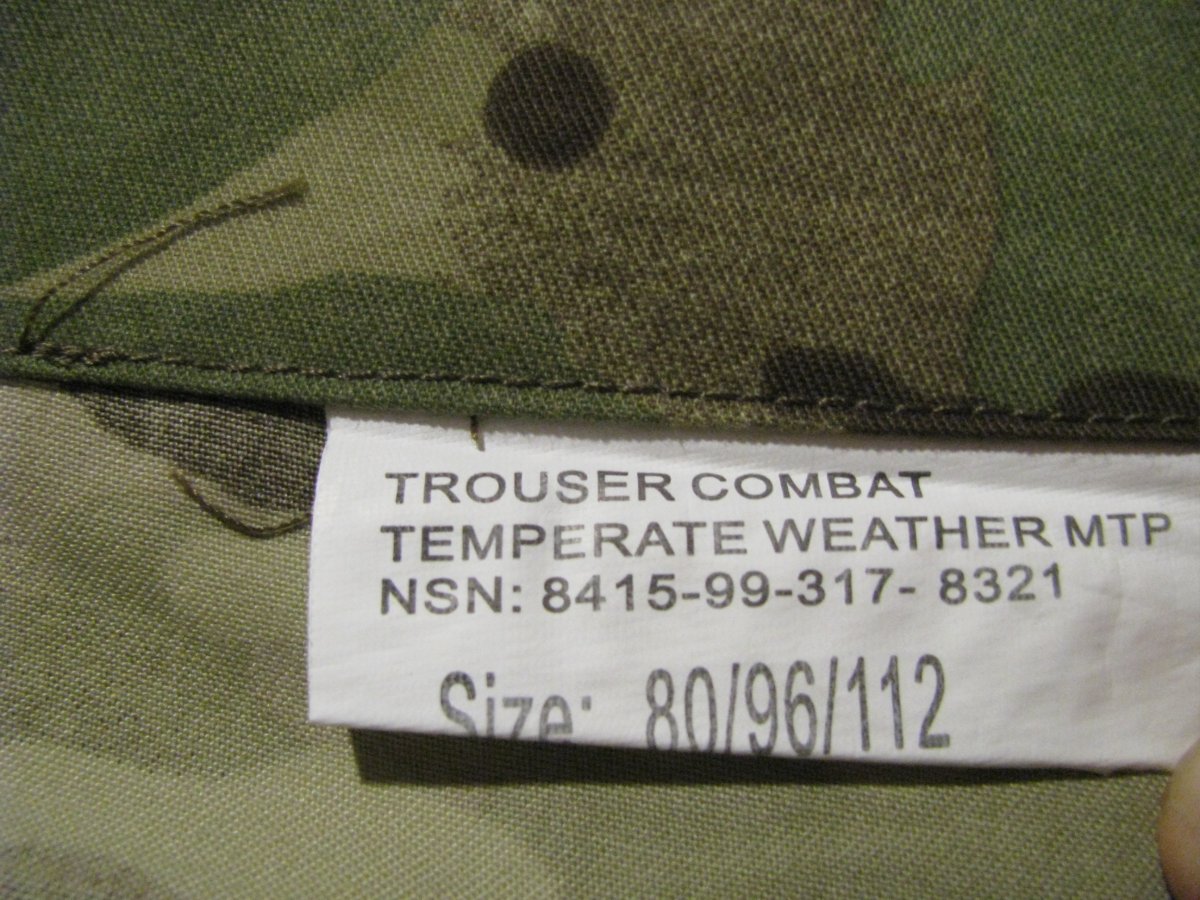 TROUSER COMBAT
TEMPERATE WEATHER MTP
NSN: 8415-99-317- 8321
Size: 80/96/112